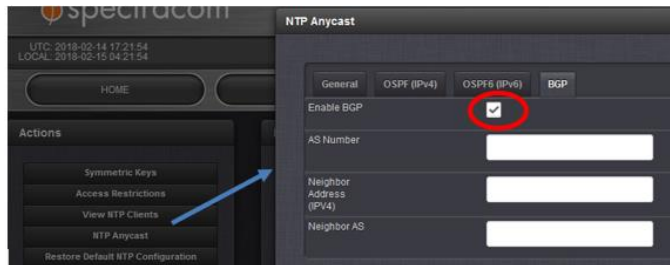 spectracom
NTP Anycast
UTC: 2018-02-14 17:21:54
LOCAL: 2018-02-15 04:21:54
HOME
General OSPF (IPv4) OSPF6 (IPv6) BGP
Enable BGP
Actions
AS Number
Symmetric Keys
Neighbor
Address
(IPV4)
Access Restrictions
View NTP Clients
Neighbor AS
NTP Anycast
Restore Default NTP Configuration